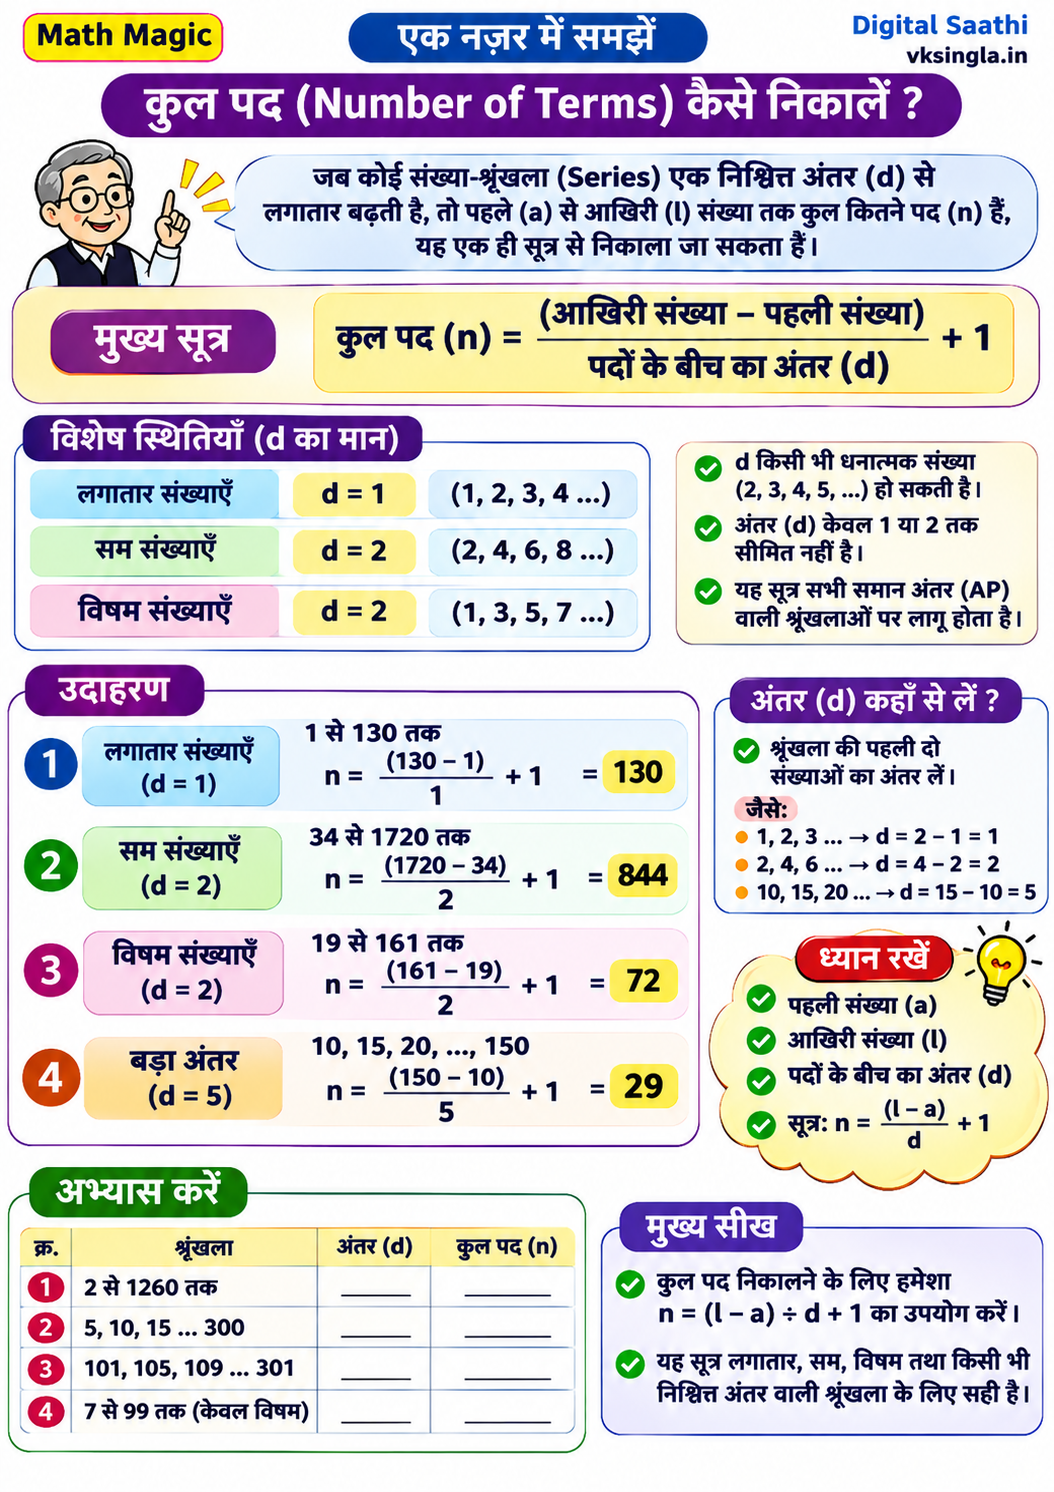 Math Magic
एक नज़र में समझें
Digital Saathi
vksingla.in
कुल पद (Number of Terms) कैसे निकालें ?
जब कोई संख्या-श्रृंखला (Series) एक निश्चित अंतर (d) से
लगातार बढ़ती है, तो पहले (a) से आखिरी (l) संख्या तक कुल कितने पद (n) हैं,
यह एक ही सूत्र से निकाला जा सकता हैं।
मुख्य सूत्र
कुल पद (n) = (आखिरी संख्या – पहली संख्या) / पदों के बीच का अंतर (d) + 1
विशेष स्थितियाँ (d का मान)
लगातार संख्याएँ d = 1 (1, 2, 3, 4 ...)
सम संख्याएँ d = 2 (2, 4, 6, 8 ...)
विषम संख्याएँ d = 2 (1, 3, 5, 7 ...)
d किसी भी धनात्मक संख्या
(2, 3, 4, 5, ...) हो सकती है।
अंतर (d) केवल 1 या 2 तक
सीमित नहीं है।
यह सूत्र सभी समान अंतर (AP)
वाली श्रृंखलाओं पर लागू होता है।
उदाहरण
1
लगातार संख्याएँ
(d = 1)
1 से 130 तक
n = (130 – 1) / 1 + 1 = 130
2
सम संख्याएँ
(d = 2)
34 से 1720 तक
n = (1720 – 34) / 2 + 1 = 844
3
विषम संख्याएँ
(d = 2)
19 से 161 तक
n = (161 – 19) / 2 + 1 = 72
4
बड़ा अंतर
(d = 5)
10, 15, 20, ..., 150
n = (150 – 10) / 5 + 1 = 29
अंतर (d) कहाँ से लें ?
श्रृंखला की पहली दो
संख्याओं का अंतर लें।
जैसे:
1, 2, 3 ... → d = 2 – 1 = 1
2, 4, 6 ... → d = 4 – 2 = 2
10, 15, 20 ... → d = 15 – 10 = 5
ध्यान रखें
पहली संख्या (a)
आखिरी संख्या (l)
पदों के बीच का अंतर (d)
सूत्र: n = (l – a) / d + 1
अभ्यास करें
क्र. श्रृंखला अंतर (d) कुल पद (n)
1 2 से 1260 तक
2 5, 10, 15 ... 300
3 101, 105, 109 ... 301
4 7 से 99 तक (केवल विषम)
मुख्य सीख
कुल पद निकालने के लिए हमेशा
n = (l – a) ÷ d + 1 का उपयोग करें।
यह सूत्र लगातार, सम, विषम तथा किसी भी
निश्चित अंतर वाली श्रृंखला के लिए सही है।